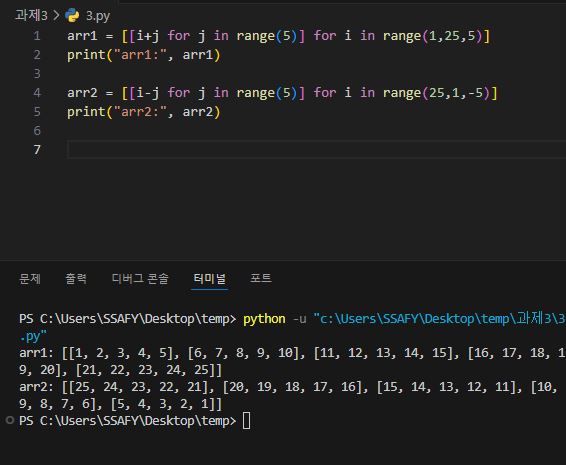 과제3 > 3.py
1 arr1 = [[i+j for j in range(5)] for i in range(1,25,5)]
2 print("arr1:", arr1)
3
4 arr2 = [[i-j for j in range(5)] for i in range(25,1,-5)]
5 print("arr2:", arr2)
6
7
문제 출력 디버그 콘솔 터미널 포트
PS C:\Users\SSAFY\Desktop\temp> python -u "c:\Users\SSAFY\Desktop\temp\과제3\3
.py"
arr1: [[1, 2, 3, 4, 5], [6, 7, 8, 9, 10], [11, 12, 13, 14, 15], [16, 17, 18, 1
9, 20], [21, 22, 23, 24, 25]]
arr2: [[25, 24, 23, 22, 21], [20, 19, 18, 17, 16], [15, 14, 13, 12, 11], [10,
9, 8, 7, 6], [5, 4, 3, 2, 1]]
PS C:\Users\SSAFY\Desktop\temp>